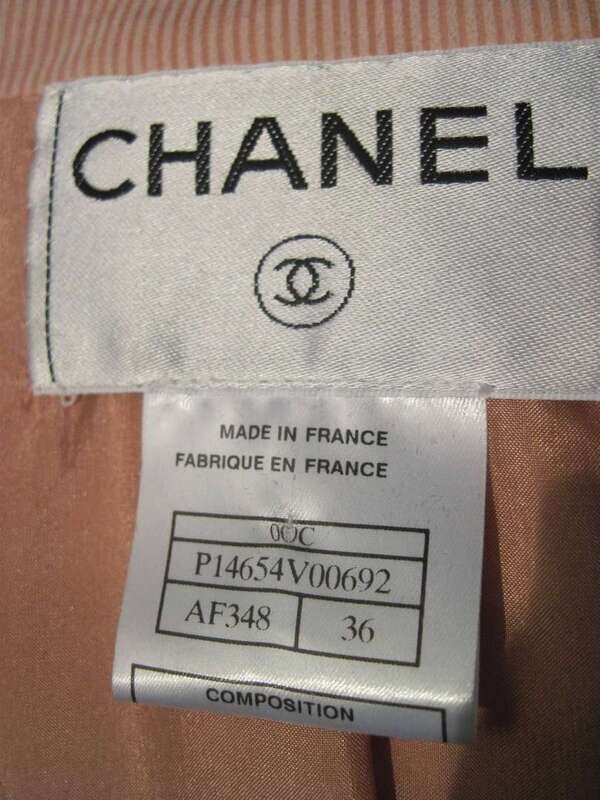 CHANEL
MADE IN FRANCE
FABRIQUE EN FRANCE
00C
P14654V00692
AF348 36
COMPOSITION